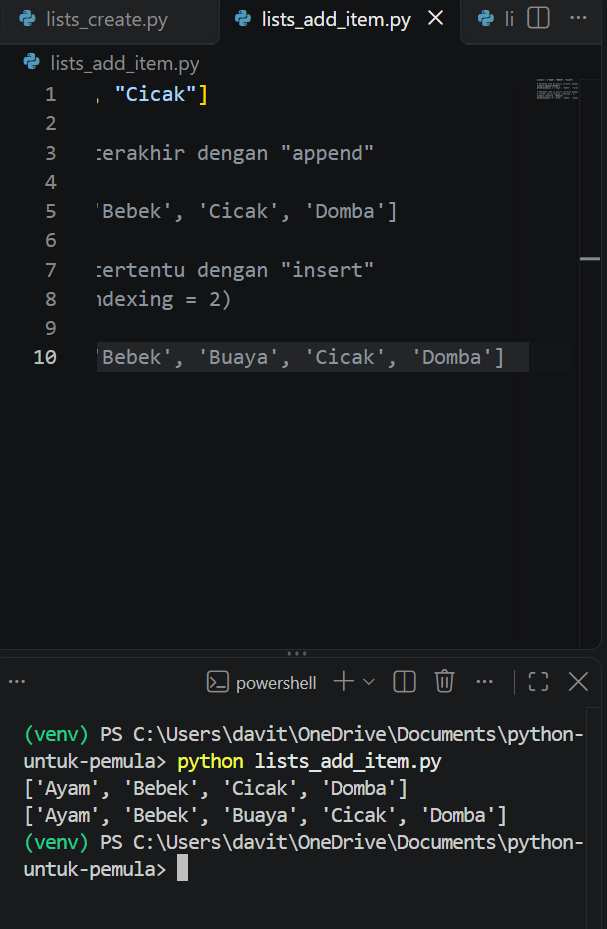 lists_create.py
lists_add_item.py
li
lists_add_item.py
1 , "Cicak"]
2
3 terakhir dengan "append"
4
5 'Bebek', 'Cicak', 'Domba']
6
7 tertentu dengan "insert"
8 ndexing = 2)
9
10 'Bebek', 'Buaya', 'Cicak', 'Domba']
powershell
(venv) PS C:\Users\davit\OneDrive\Documents\python-
untuk-pemula> python lists_add_item.py
['Ayam', 'Bebek', 'Cicak', 'Domba']
['Ayam', 'Bebek', 'Buaya', 'Cicak', 'Domba']
(venv) PS C:\Users\davit\OneDrive\Documents\python-
untuk-pemula>